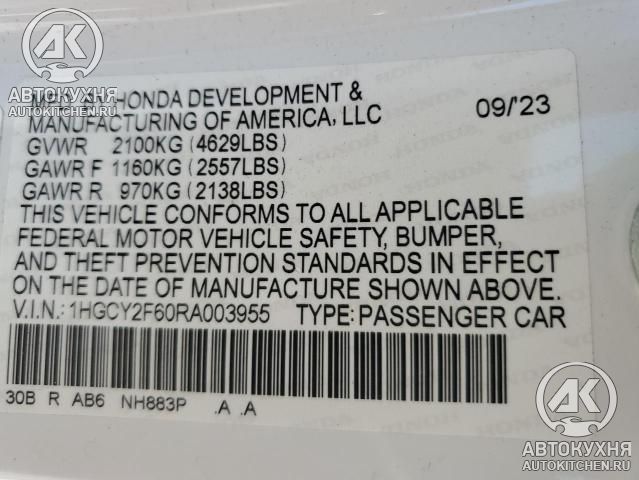 AK
АВТОКУХНЯ
AUTOKITCHEN.RU
HONDA DEVELOPMENT &
MANUFACTURING OF AMERICA, LLC 09/'23
GVWR 2100KG (4629LBS)
GAWR F 1160KG (2557LBS)
GAWR R 970KG (2138LBS)
THIS VEHICLE CONFORMS TO ALL APPLICABLE
FEDERAL MOTOR VEHICLE SAFETY, BUMPER,
AND THEFT PREVENTION STANDARDS IN EFFECT
ON THE DATE OF MANUFACTURE SHOWN ABOVE.
V.I.N.: 1HGCY2F60RA003955 TYPE: PASSENGER CAR
30B R AB6 NH883P .A .A
AK
АВТОКУХНЯ
AUTOKITCHEN.RU